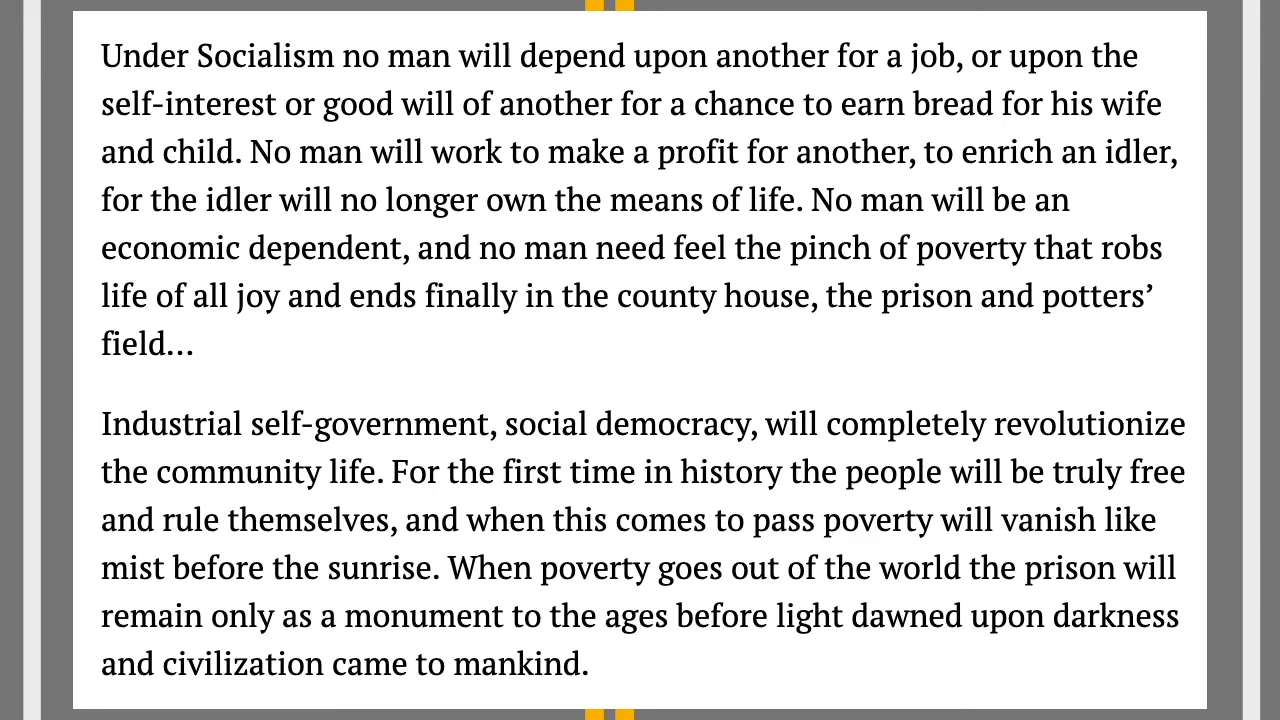 Under Socialism no man will depend upon another for a job, or upon the
self-interest or good will of another for a chance to earn bread for his wife
and child. No man will work to make a profit for another, to enrich an idler,
for the idler will no longer own the means of life. No man will be an
economic dependent, and no man need feel the pinch of poverty that robs
life of all joy and ends finally in the county house, the prison and potters’
field…
Industrial self-government, social democracy, will completely revolutionize
the community life. For the first time in history the people will be truly free
and rule themselves, and when this comes to pass poverty will vanish like
mist before the sunrise. When poverty goes out of the world the prison will
remain only as a monument to the ages before light dawned upon darkness
and civilization came to mankind.